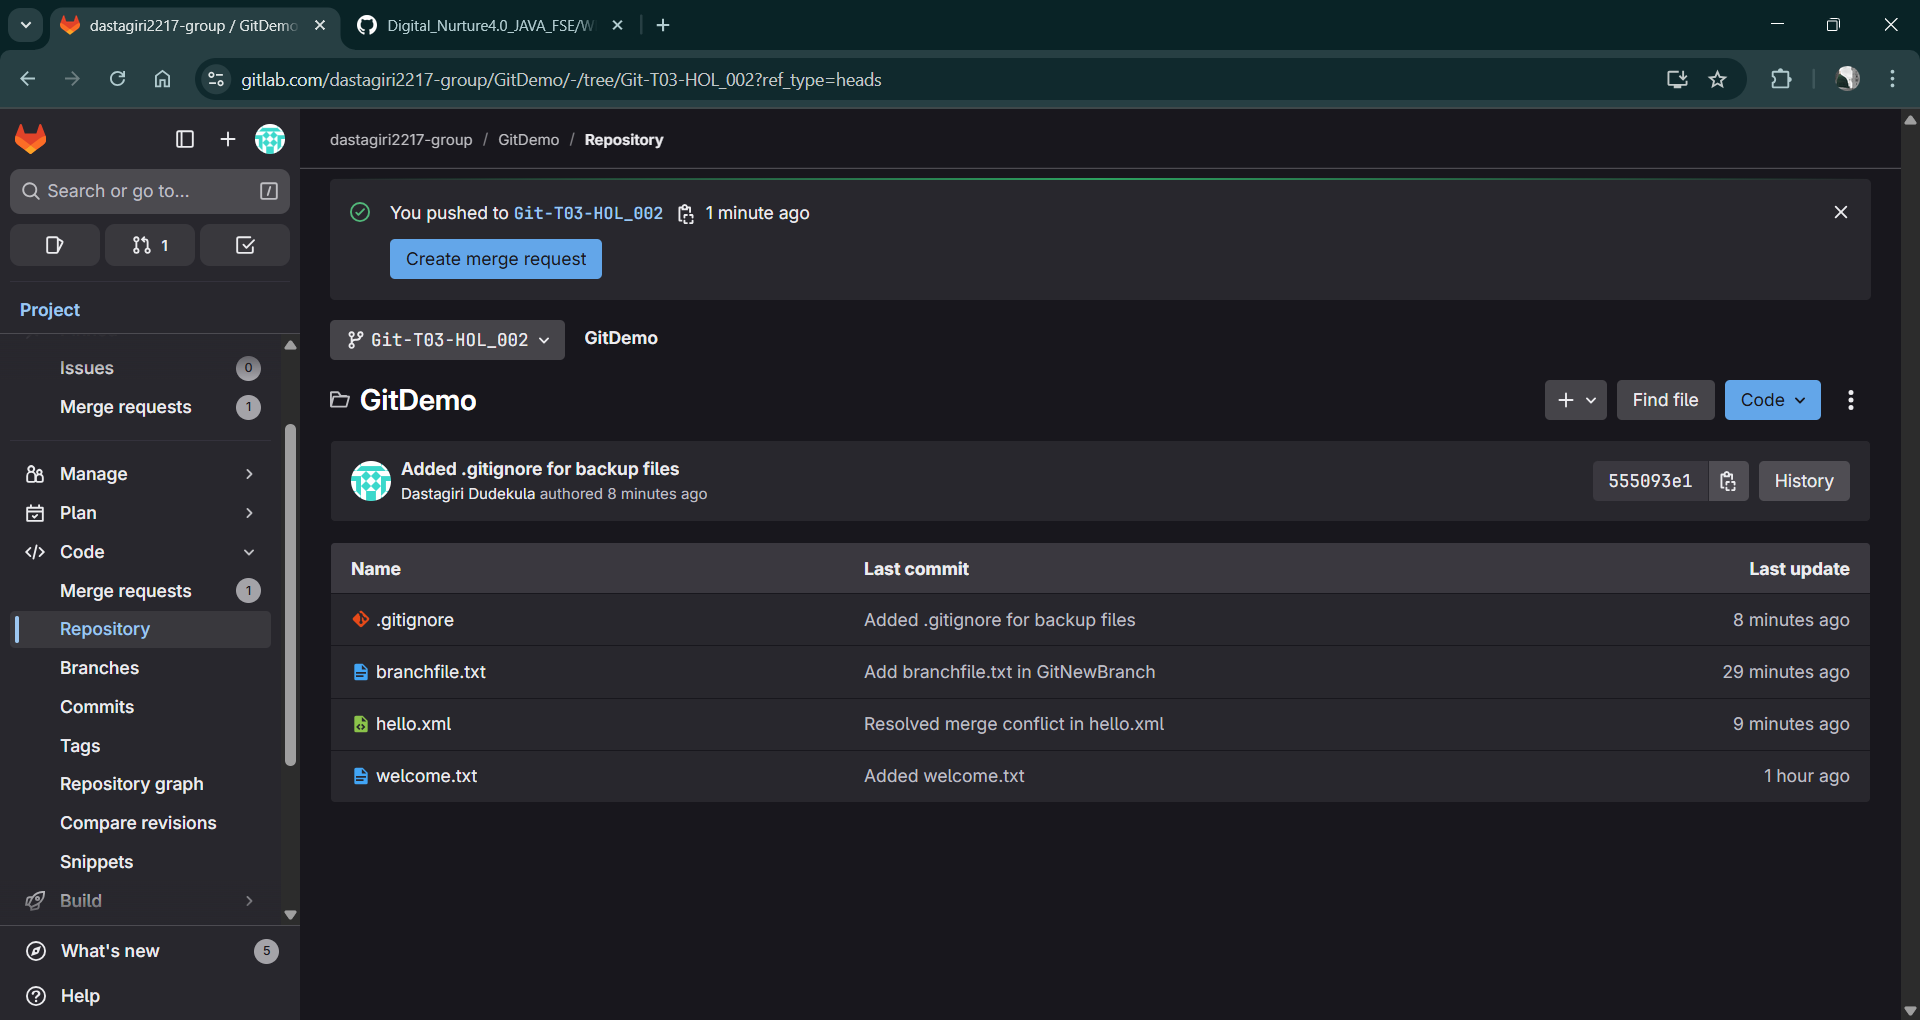 dastagiri2217-group / GitDemo
Digital_Nurture4.0_JAVA_FSE/W
gitlab.com/dastagiri2217-group/GitDemo/-/tree/Git-T03-HOL_002?ref_type=heads
Search or go to... /
1
Project
Issues 0
Merge requests 1
Manage
Plan
Code
Merge requests 1
Repository
Branches
Commits
Tags
Repository graph
Compare revisions
Snippets
Build
What's new 5
Help
dastagiri2217-group / GitDemo / Repository
You pushed to Git-T03-HOL_002 1 minute ago
Create merge request
Git-T03-HOL_002 GitDemo
GitDemo
Find file Code
Added .gitignore for backup files
Dastagiri Dudekula authored 8 minutes ago
555093e1 History
Name Last commit Last update
.gitignore Added .gitignore for backup files 8 minutes ago
branchfile.txt Add branchfile.txt in GitNewBranch 29 minutes ago
hello.xml Resolved merge conflict in hello.xml 9 minutes ago
welcome.txt Added welcome.txt 1 hour ago